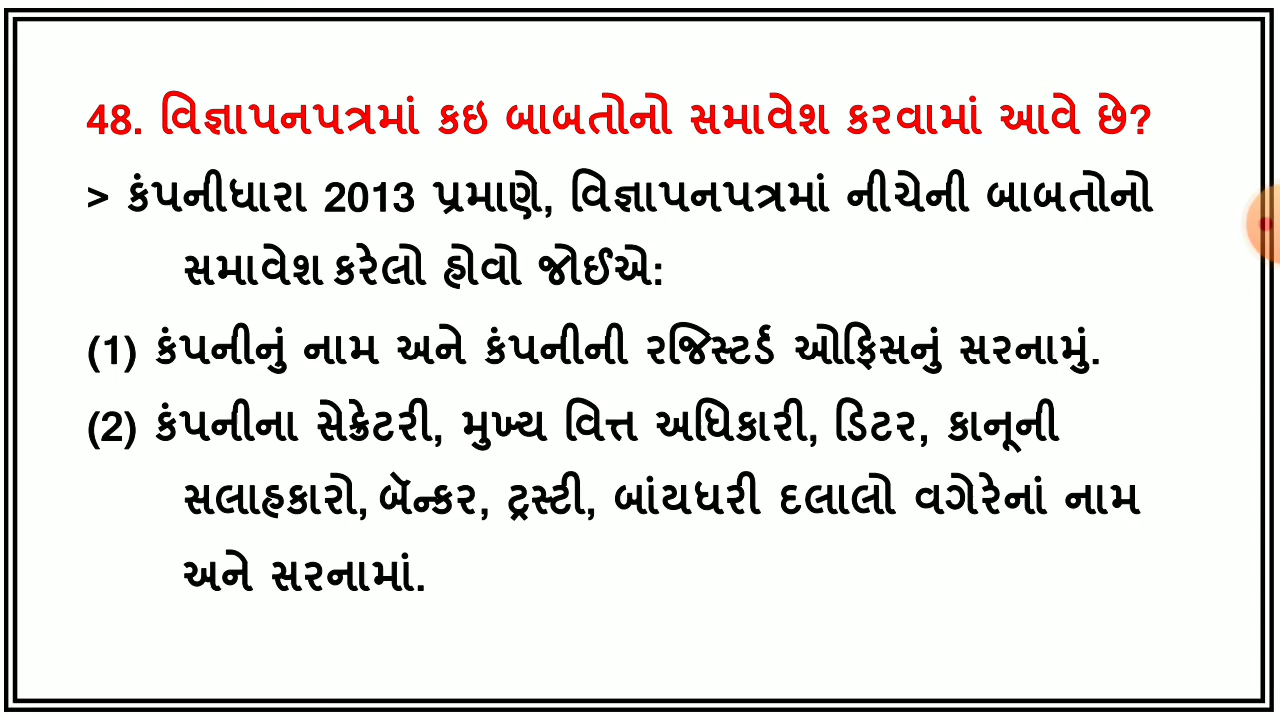 48. વિજ્ઞાપનપત્રમાં કઇ બાબતોનો સમાવેશ કરવામાં આવે છે?
> કંપનીધારા 2013 પ્રમાણે, વિજ્ઞાપનપત્રમાં નીચેની બાબતોનો
સમાવેશ કરેલો હોવો જોઈએ:
(1) કંપનીનું નામ અને કંપનીની રજિસ્ટર્ડ ઓફિસનું સરનામું.
(2) કંપનીના સેક્રેટરી, મુખ્ય વિત્ત અધિકારી, ડિટર, કાનૂની
સલાહકારો, બૅન્કર, ટ્રસ્ટી, બાંયધરી દલાલો વગેરેનાં નામ
અને સરનામાં.